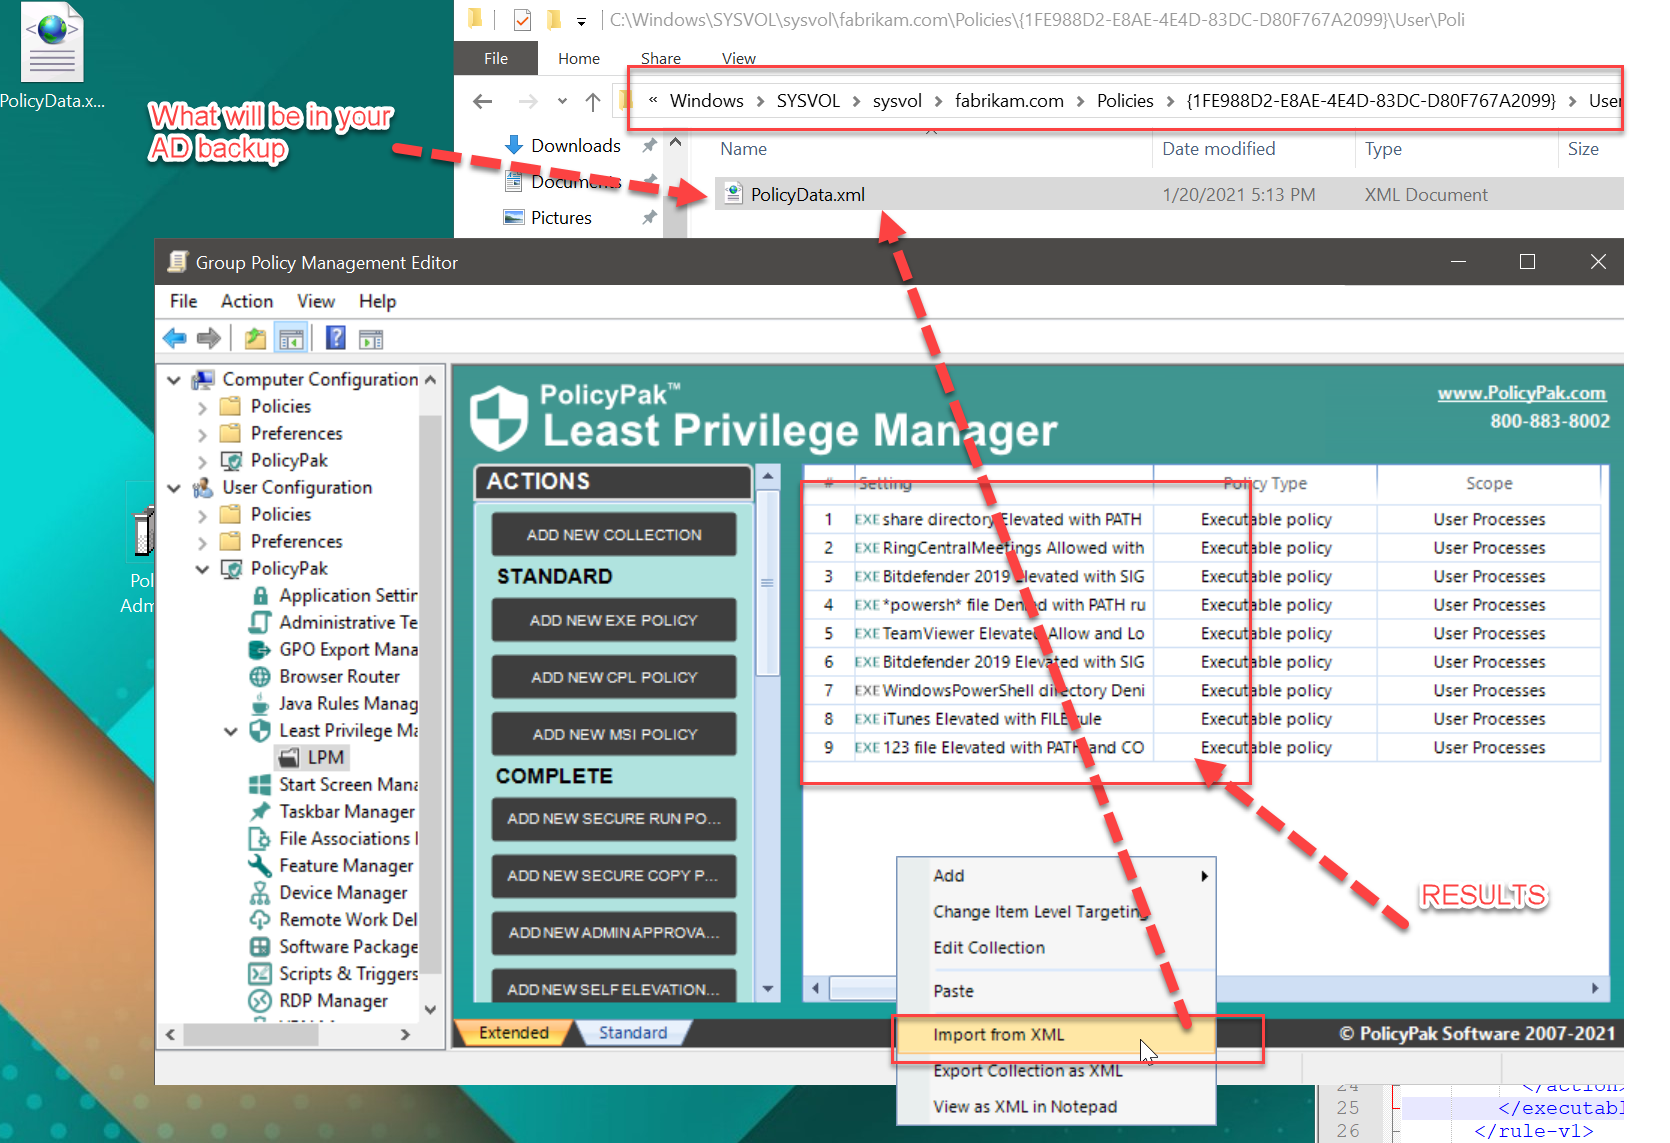 PolicyData.x...
What will be in your
AD backup
C:\Windows\SYSVOL\sysvol\fabrikam.com\Policies\{1FE988D2-E8AE-4E4D-83DC-D80F767A2099}\User\Poli
File Home Share View
« Windows > SYSVOL > sysvol > fabrikam.com > Policies > {1FE988D2-E8AE-4E4D-83DC-D80F767A2099} > User
Name Date modified Type Size
Downloads
Documents
Pictures
PolicyData.xml 1/20/2021 5:13 PM XML Document
Group Policy Management Editor
File Action View Help
Computer Configuration
Policies
Preferences
PolicyPak
User Configuration
Policies
Preferences
PolicyPak
Application Settin
Administrative Te
GPO Export Mana
Browser Router
Java Rules Manag
Least Privilege Ma
LPM
Start Screen Mana
Taskbar Manager
File Associations
Feature Manager
Device Manager
Remote Work Del
Software Package
Scripts & Triggers
RDP Manager
Pol
Adm
PolicyPak™
Least Privilege Manager
www.PolicyPak.com
800-883-8002
ACTIONS
ADD NEW COLLECTION
STANDARD
ADD NEW EXE POLICY
ADD NEW CPL POLICY
ADD NEW MSI POLICY
COMPLETE
ADD NEW SECURE RUN PO...
ADD NEW SECURE COPY P...
ADD NEW ADMIN APPROVA...
ADD NEW SELF ELEVATION...
# Setting Policy Type Scope
1 EXE share directory Elevated with PATH Executable policy User Processes
2 EXE RingCentralMeetings Allowed with Executable policy User Processes
3 EXE Bitdefender 2019 Elevated with SIG Executable policy User Processes
4 EXE *powersh* file Denied with PATH ru Executable policy User Processes
5 EXE TeamViewer Elevated Allow and Lo Executable policy User Processes
6 EXE Bitdefender 2019 Elevated with SIG Executable policy User Processes
7 EXE WindowsPowerShell directory Deni Executable policy User Processes
8 EXE iTunes Elevated with FILE rule Executable policy User Processes
9 EXE 123 file Elevated with PATH and CO Executable policy User Processes
RESULTS
Add
Change Item Level Targeting
Edit Collection
Paste
Import from XML
Export Collection as XML
View as XML in Notepad
Extended Standard
© PolicyPak Software 2007-2021
24 </action>
25 </executabl
26 </rule-v1>